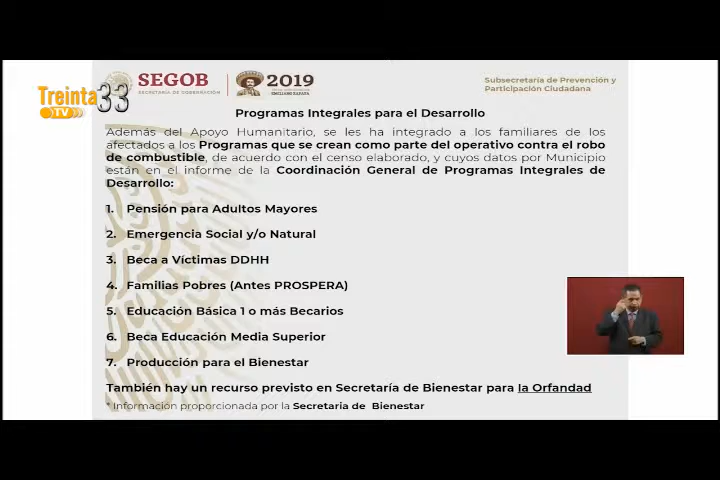 Treinta33
TV
SEGOB
SECRETARÍA DE GOBERNACIÓN
2019
EMILIANO ZAPATA
Subsecretaría de Prevención y
Participación Ciudadana
Programas Integrales para el Desarrollo
Además del Apoyo Humanitario, se les ha integrado a los familiares de los
afectados a los Programas que se crean como parte del operativo contra el robo
de combustible, de acuerdo con el censo elaborado, y cuyos datos por Municipio
están en el informe de la Coordinación General de Programas Integrales de
Desarrollo:
1. Pensión para Adultos Mayores
2. Emergencia Social y/o Natural
3. Beca a Víctimas DDHH
4. Familias Pobres (Antes PROSPERA)
5. Educación Básica 1 o más Becarios
6. Beca Educación Media Superior
7. Producción para el Bienestar
También hay un recurso previsto en Secretaría de Bienestar para la Orfandad
* Información proporcionada por la Secretaria de Bienestar